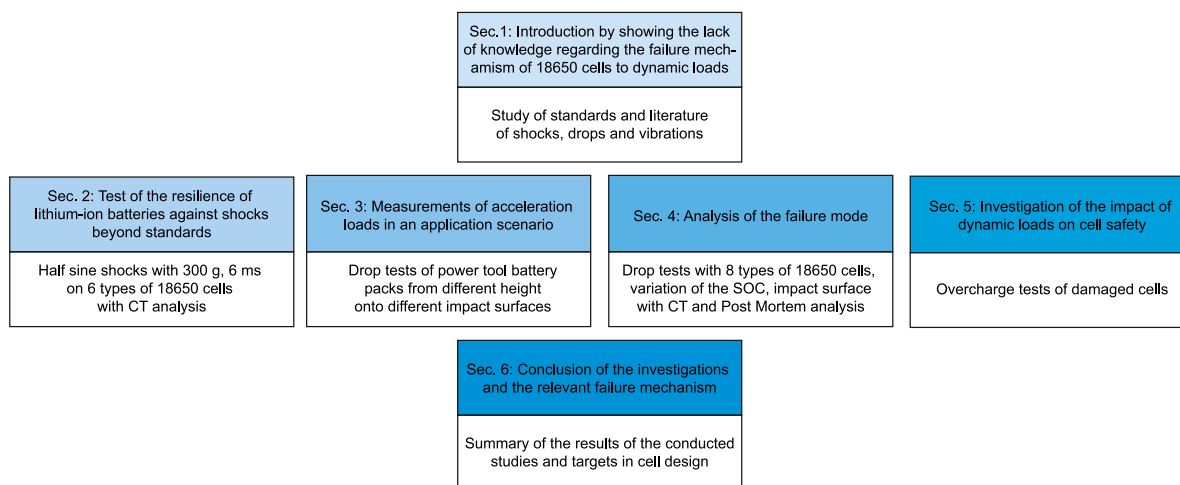 Sec.1: Introduction by showing the lack
of knowledge regarding the failure mech-
amism of 18650 cells to dynamic loads
Study of standards and literature
of shocks, drops and vibrations
Sec. 2: Test of the resilience of
lithium-ion batteries against shocks
beyond standards
Half sine shocks with 300 g, 6 ms
on 6 types of 18650 cells
with CT analysis
Sec. 3: Measurements of acceleration
loads in an application scenario
Drop tests of power tool battery
packs from different height
onto different impact surfaces
Sec. 4: Analysis of the failure mode
Drop tests with 8 types of 18650 cells,
variation of the SOC, impact surface
with CT and Post Mortem analysis
Sec. 5: Investigation of the impact of
dynamic loads on cell safety
Overcharge tests of damaged cells
Sec. 6: Conclusion of the investigations
and the relevant failure mechanism
Summary of the results of the conducted
studies and targets in cell design